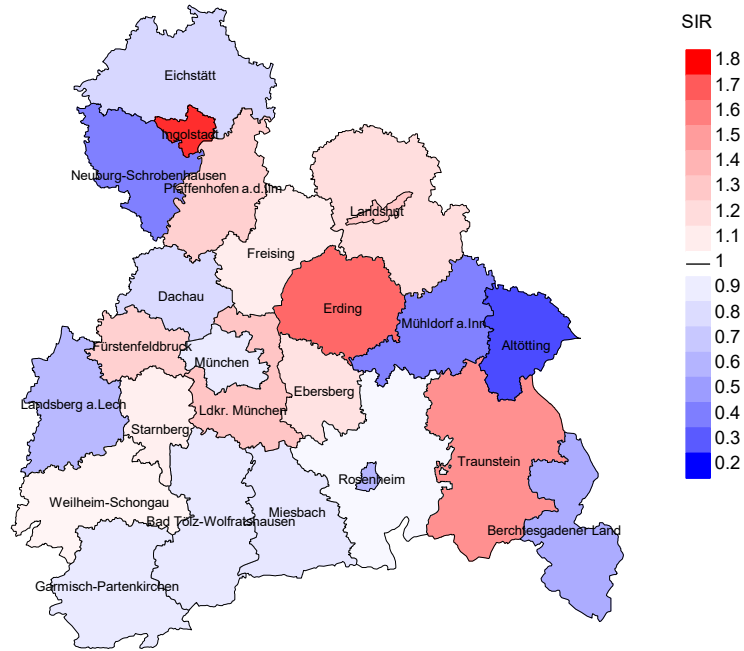 SIR
1.8
1.7
1.6
1.5
1.4
1.3
1.2
1.1
1
0.9
0.8
0.7
0.6
0.5
0.4
0.3
0.2
Eichstätt
Ingolstadt
Neuburg-Schrobenhausen
Pfaffenhofen a.d.Ilm
Landshut
Freising
Dachau
Erding
Mühldorf a.Inn
Altötting
Fürstenfeldbruck
München
Ebersberg
Landsberg a.Lech
Ldkr. München
Starnberg
Traunstein
Rosenheim
Weilheim-Schongau
Miesbach
Bad Tölz-Wolfratshausen
Berchtesgadener Land
Garmisch-Partenkirchen